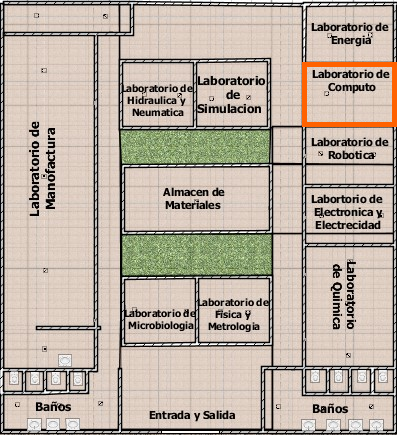 Laboratorio de
Energia
Laboratorio de
Computo
Laboratorio de
Hidraulica y
Neumatica
Laboratorio
de
Simulacion
Laboratorio de
Manofactura
Laboratorio de
Robotica
Almacen de
Materiales
Labortorio de
Electronica y
Electrecidad
Laboratorio
de Quimica
Laboratorio de
Microbiologia
Laboratorio de
Fisica y
Metrologia
Baños
Entrada y Salida
Baños